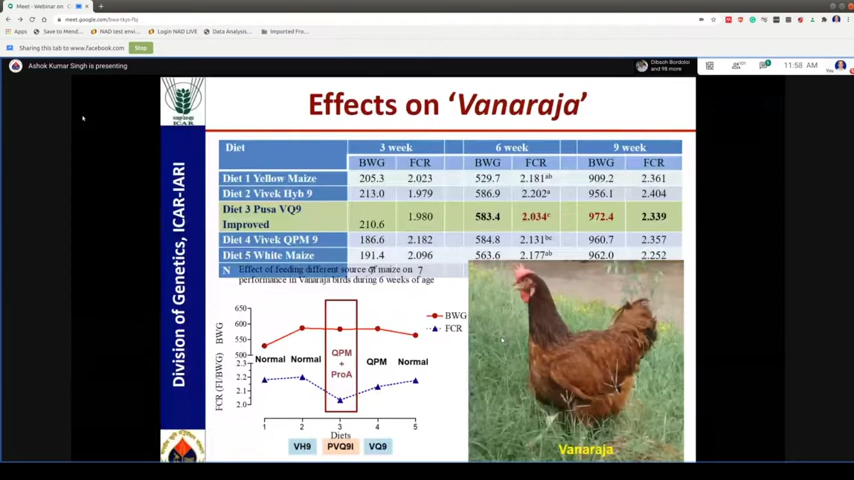 Meet - Webinar on
meet.google.com/bwa-tkys-fbj
Apps Save to Mend... NAD test envi... Login NAD LIVE Data Analysis... Imported Fro...
Sharing this tab to www.facebook.com Stop
Ashok Kumar Singh is presenting
Dibosh Bordoloi
and 98 more
11:58 AM
You
ICAR
Division of Genetics, ICAR-IARI
Effects on ‘Vanaraja’
Diet 3 week 6 week 9 week
BWG FCR BWG FCR BWG FCR
Diet 1 Yellow Maize 205.3 2.023 529.7 2.181ab 909.2 2.361
Diet 2 Vivek Hyb 9 213.0 1.979 586.9 2.202a 956.1 2.404
Diet 3 Pusa VQ9
Improved 210.6 1.980 583.4 2.034c 972.4 2.339
Diet 4 Vivek QPM 9 186.6 2.182 584.8 2.131bc 960.7 2.357
Diet 5 White Maize 191.4 2.096 563.6 2.177ab 962.0 2.252
N 7 7
Effect of feeding different source of maize on
performance in Vanaraja birds during 6 weeks of age
BWG
650
600
550
500
BWG
FCR
Normal Normal QPM + ProA QPM Normal
FCR (FI/BWG)
2.3
2.2
2.1
2.0
1 2 3 4 5
Diets
VH9 PVQ9I VQ9
Vanaraja